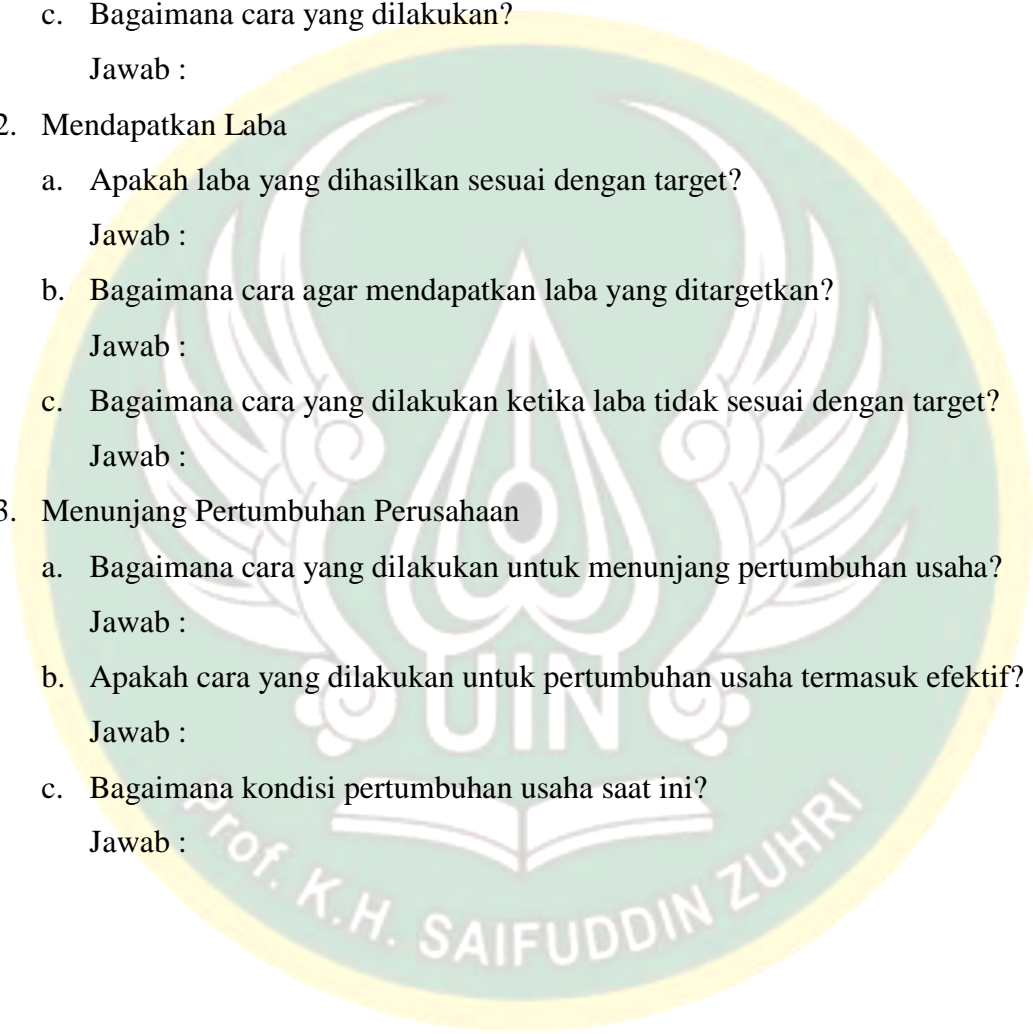 c. Bagaimana cara yang dilakukan?
Jawab :
2. Mendapatkan Laba
a. Apakah laba yang dihasilkan sesuai dengan target?
Jawab :
b. Bagaimana cara agar mendapatkan laba yang ditargetkan?
Jawab :
c. Bagaimana cara yang dilakukan ketika laba tidak sesuai dengan target?
Jawab :
3. Menunjang Pertumbuhan Perusahaan
a. Bagaimana cara yang dilakukan untuk menunjang pertumbuhan usaha?
Jawab :
b. Apakah cara yang dilakukan untuk pertumbuhan usaha termasuk efektif?
Jawab :
c. Bagaimana kondisi pertumbuhan usaha saat ini?
Jawab :
UIN
Prof. K.H. SAIFUDDIN ZUHRI